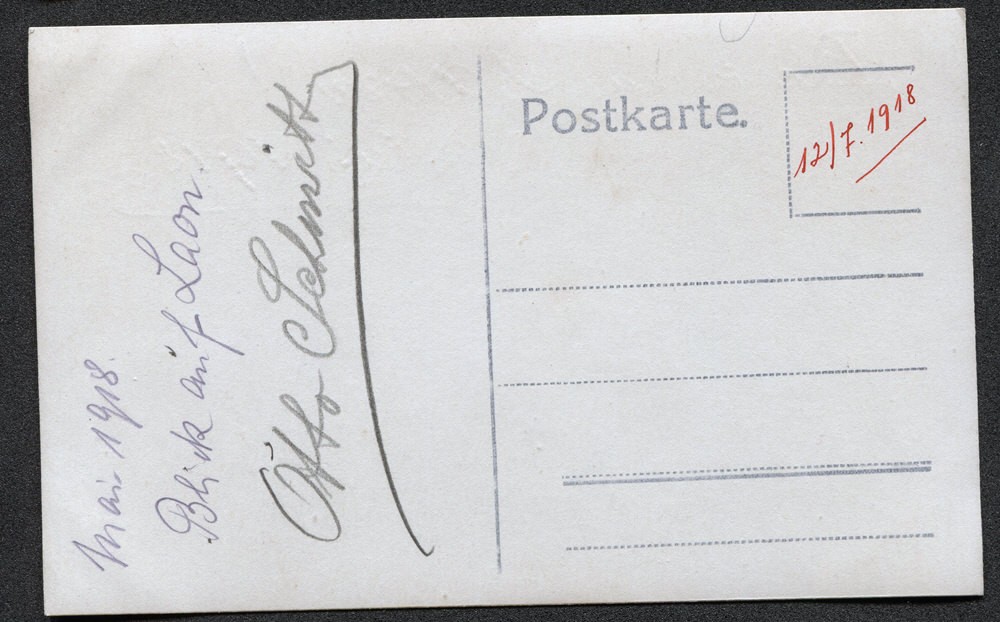 Mai 1918.
Blick auf Laon.
Otto Schmitt
Postkarte.
12/7.1918